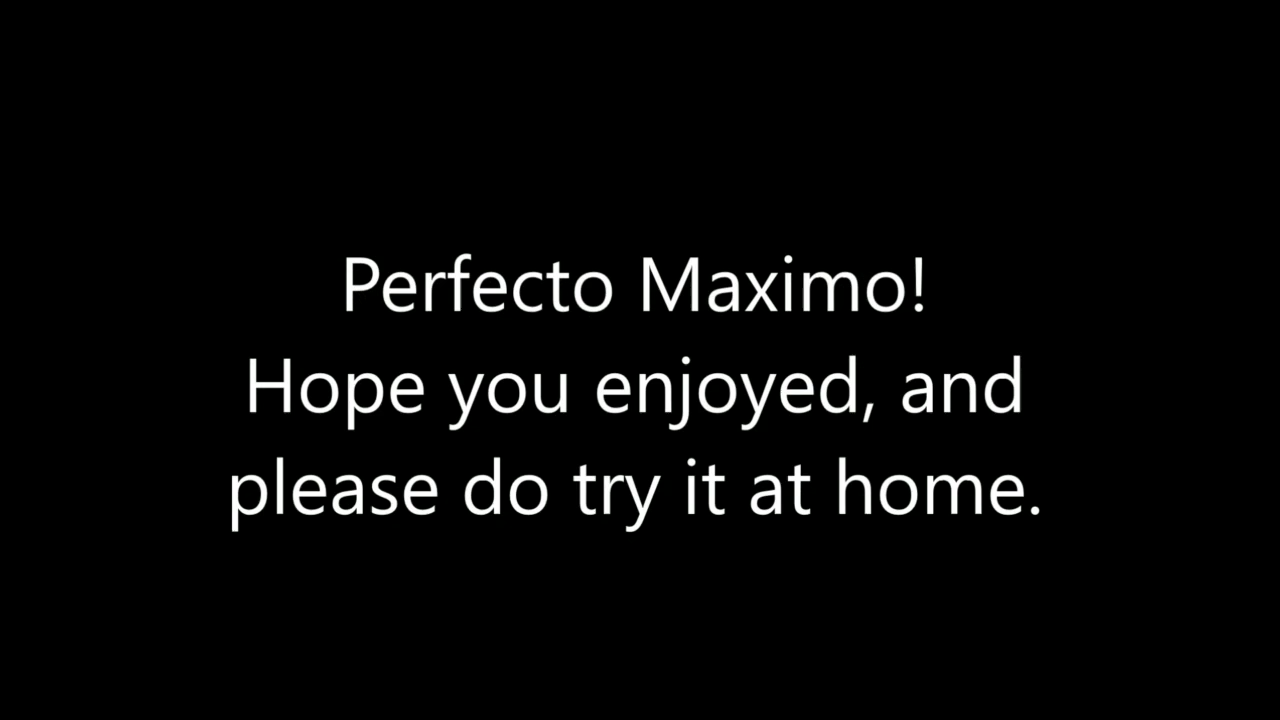 Perfecto Maximo!
Hope you enjoyed, and
please do try it at home.